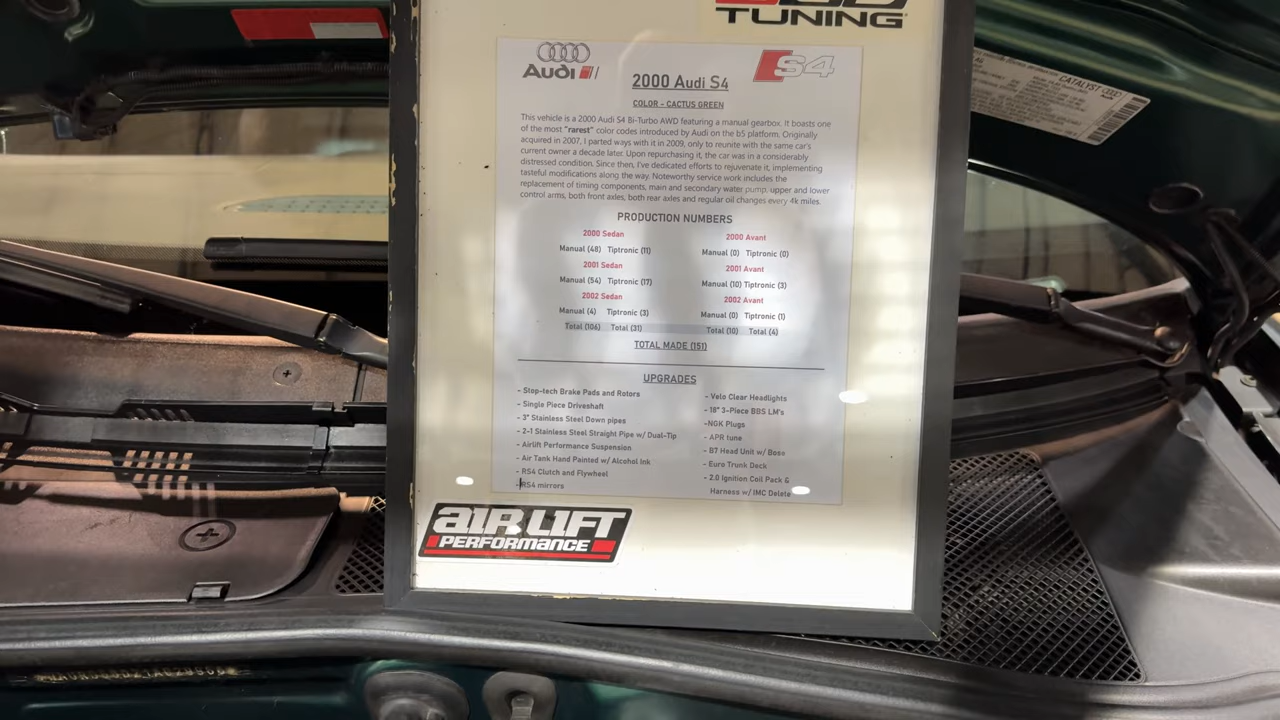 TUNING
Audi
S4
2000 Audi S4
COLOR - CACTUS GREEN
This vehicle is a 2000 Audi S4 Bi-Turbo AWD featuring a manual gearbox. It boasts one
of the most "rarest" color codes introduced by Audi on the b5 platform. Originally
acquired in 2007, I parted ways with it in 2009, only to reunite with the same car's
current owner a decade later. Upon repurchasing it, the car was in a considerably
distressed condition. Since then, I've dedicated efforts to rejuvenate it, implementing
tasteful modifications along the way. Noteworthy service work includes the
replacement of timing components, main and secondary water pump, upper and lower
control arms, both front axles, both rear axles and regular oil changes every 4k miles.
PRODUCTION NUMBERS
2000 Sedan
Manual (48) Tiptronic (11)
2001 Sedan
Manual (54) Tiptronic (17)
2002 Sedan
Manual (4) Tiptronic (3)
Total (106) Total (31)
2000 Avant
Manual (0) Tiptronic (0)
2001 Avant
Manual (10) Tiptronic (3)
2002 Avant
Manual (0) Tiptronic (1)
Total (10) Total (4)
TOTAL MADE (151)
UPGRADES
- Stop-tech Brake Pads and Rotors
- Single Piece Driveshaft
- 3" Stainless Steel Down pipes
- 2-1 Stainless Steel Straight Pipe w/ Dual-Tip
- Airlift Performance Suspension
- Air Tank Hand Painted w/ Alcohol Ink
- RS4 Clutch and Flywheel
- RS4 mirrors
- Velo Clear Headlights
- 18" 3-Piece BBS LM's
-NGK Plugs
- APR tune
- B7 Head Unit w/ Bose
- Euro Trunk Deck
- 2.0 Ignition Coil Pack &
Harness w/ IMC Delete
AIR LIFT
PERFORMANCE
CATALYST